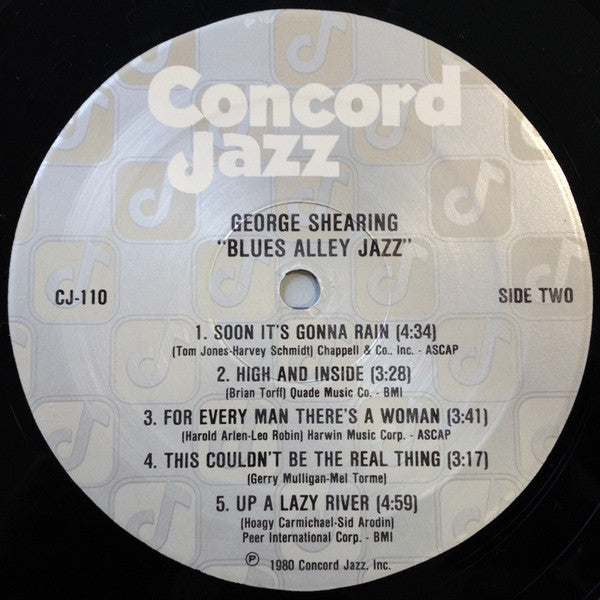 Concord
Jazz
GEORGE SHEARING
"BLUES ALLEY JAZZ"
CJ-110
SIDE TWO
1. SOON IT'S GONNA RAIN (4:34)
(Tom Jones-Harvey Schmidt) Chappell & Co., Inc. - ASCAP
2. HIGH AND INSIDE (3:28)
(Brian Torff) Quade Music Co. - BMI
3. FOR EVERY MAN THERE'S A WOMAN (3:41)
(Harold Arlen-Leo Robin) Harwin Music Corp. - ASCAP
4. THIS COULDN'T BE THE REAL THING (3:17)
(Gerry Mulligan-Mel Torme)
5. UP A LAZY RIVER (4:59)
(Hoagy Carmichael-Sid Arodin)
Peer International Corp. - BMI
℗ 1980 Concord Jazz, Inc.